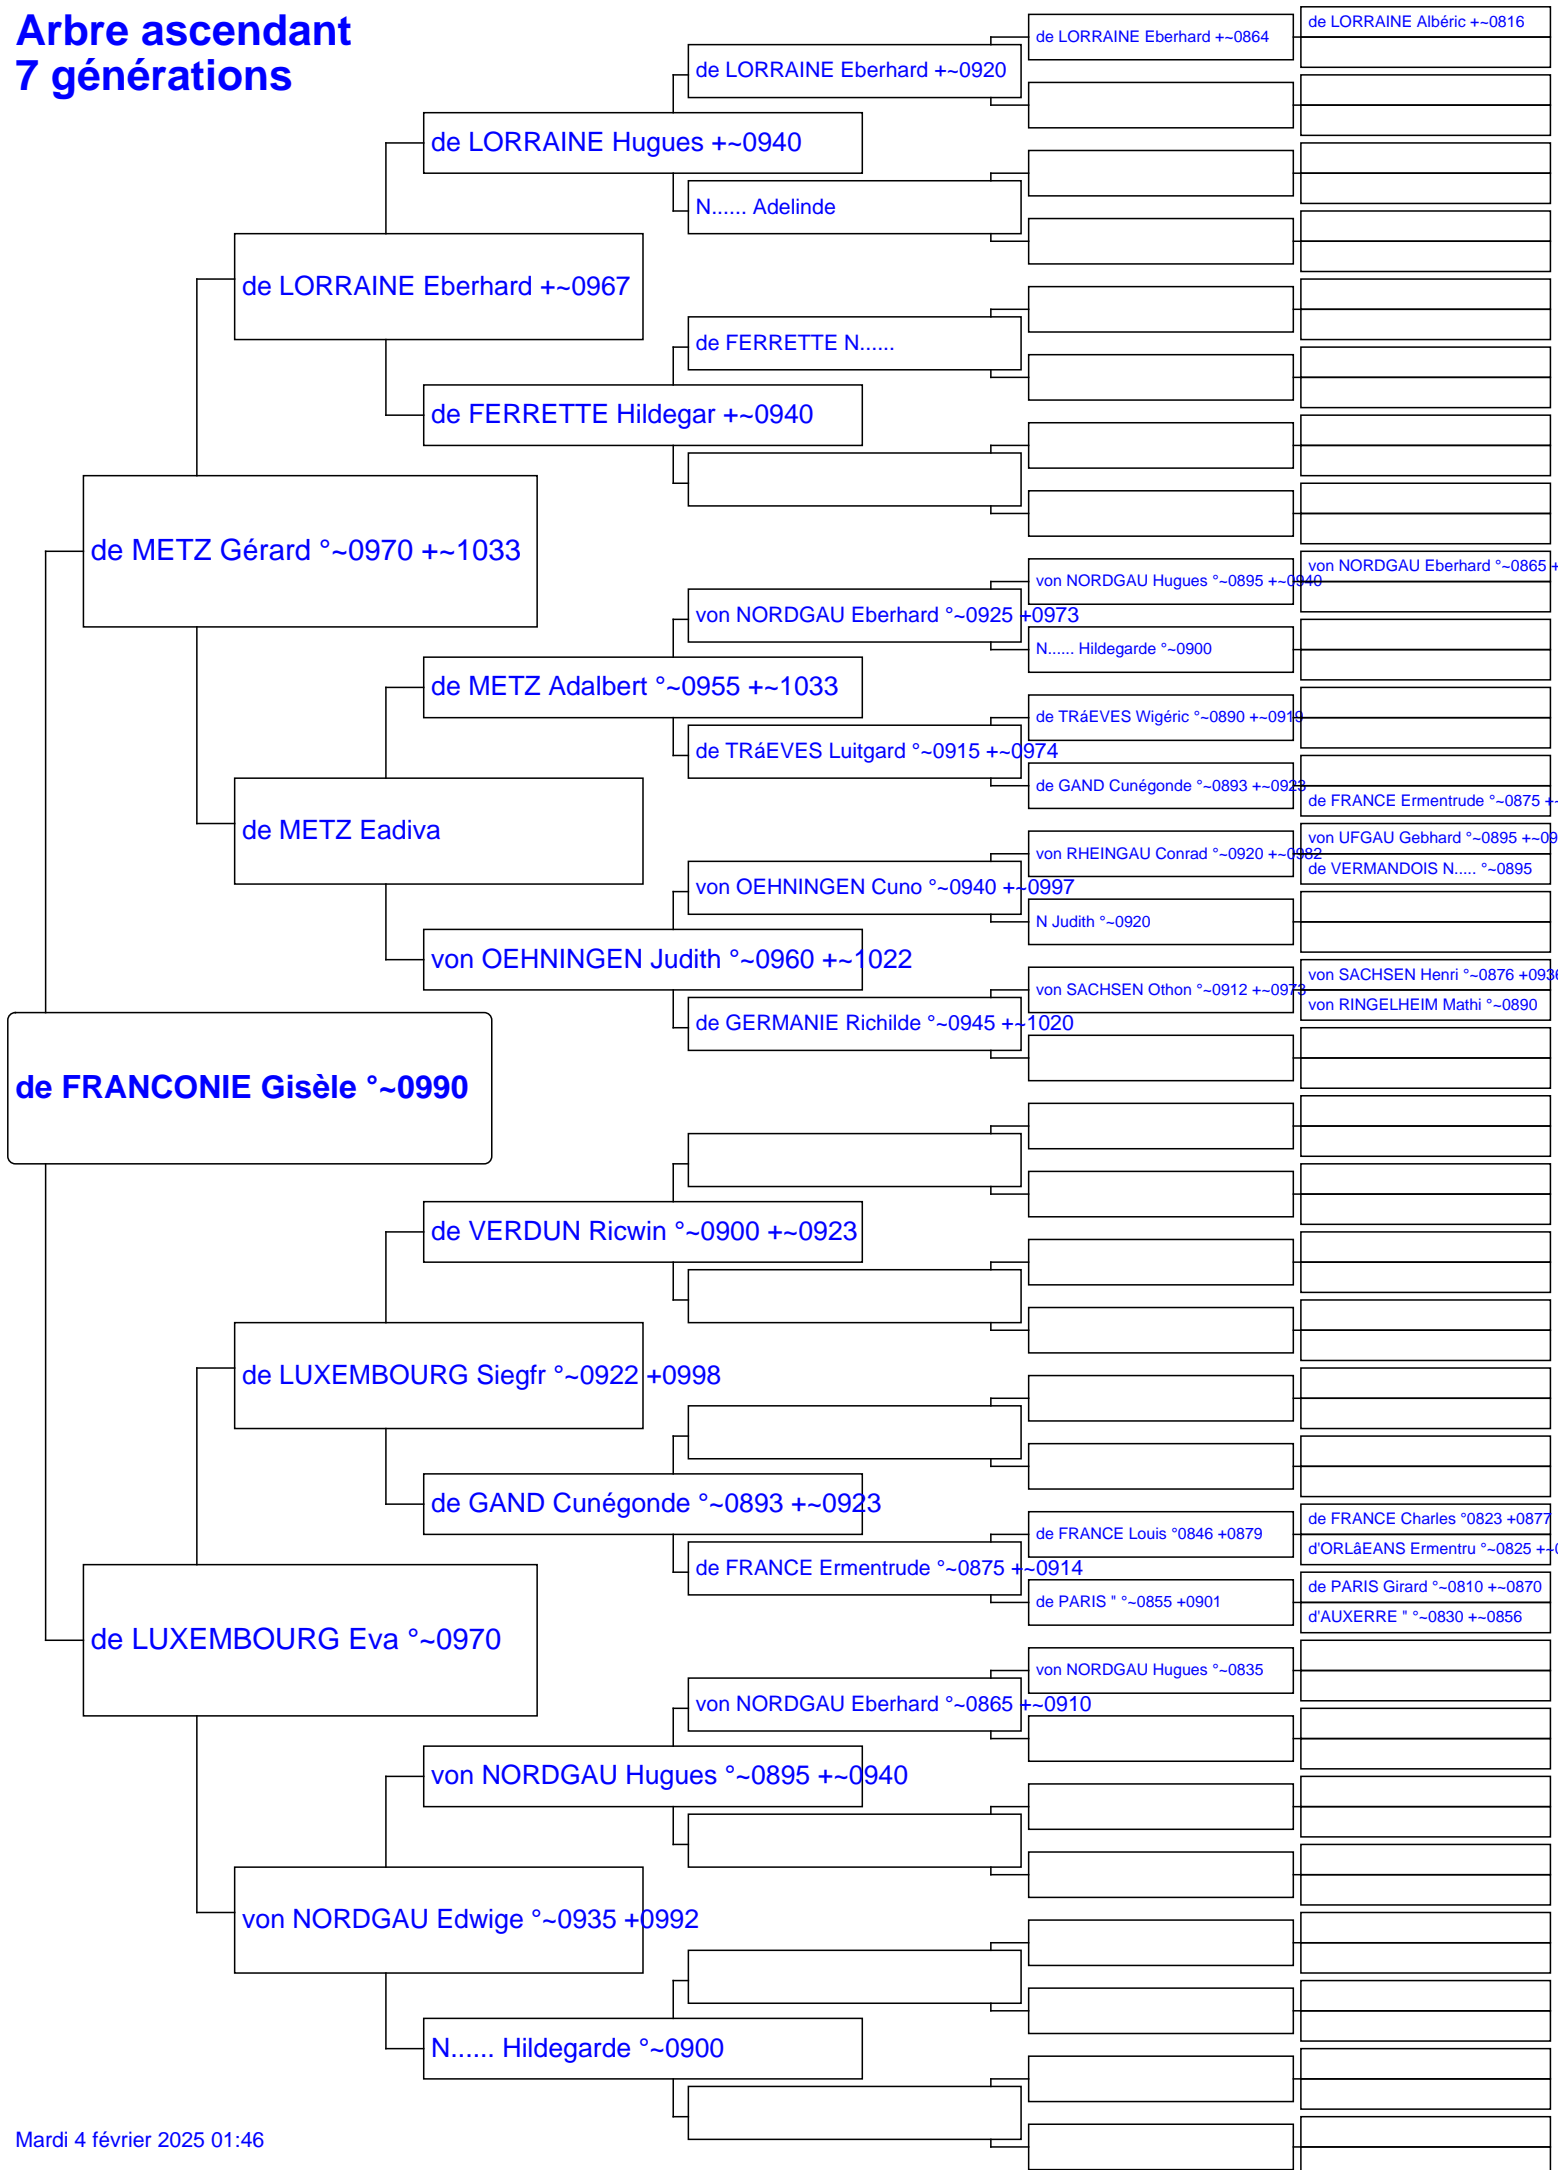 Arbre ascendant
7 générations
de LORRAINE Albéric +~0816
de LORRAINE Eberhard +~0864
de LORRAINE Eberhard +~0920
de LORRAINE Hugues +~0940
N...... Adelinde
de LORRAINE Eberhard +~0967
de FERRETTE N......
de FERRETTE Hildegar +~0940
de METZ Gérard °~0970 +~1033
von NORDGAU Eberhard °~0865 +
von NORDGAU Hugues °~0895 +~0940
von NORDGAU Eberhard °~0925 +0973
N...... Hildegarde °~0900
de METZ Adalbert °~0955 +~1033
de TRáEVES Wigéric °~0890 +~0919
de TRáEVES Luitgard °~0915 +~0974
de GAND Cunégonde °~0893 +~0923
de FRANCE Ermentrude °~0875 +~
de METZ Eadiva
von UFGAU Gebhard °~0895 +~09
von RHEINGAU Conrad °~0920 +~0982
de VERMANDOIS N..... °~0895
von OEHNINGEN Cuno °~0940 +~0997
N Judith °~0920
von OEHNINGEN Judith °~0960 +~1022
von SACHSEN Henri °~0876 +0936
von SACHSEN Othon °~0912 +~0973
von RINGELHEIM Mathi °~0890
de GERMANIE Richilde °~0945 +~1020
de FRANCONIE Gisèle °~0990
de VERDUN Ricwin °~0900 +~0923
de LUXEMBOURG Siegfr °~0922 +0998
de GAND Cunégonde °~0893 +~0923
de FRANCE Charles °0823 +0877
de FRANCE Louis °0846 +0879
d'ORLâEANS Ermentru °~0825 +~0
de FRANCE Ermentrude °~0875 +~0914
de PARIS Girard °~0810 +~0870
de PARIS " °~0855 +0901
d'AUXERRE " °~0830 +~0856
de LUXEMBOURG Eva °~0970
von NORDGAU Hugues °~0835
von NORDGAU Eberhard °~0865 +~0910
von NORDGAU Hugues °~0895 +~0940
von NORDGAU Edwige °~0935 +0992
N...... Hildegarde °~0900
Mardi 4 février 2025 01:46